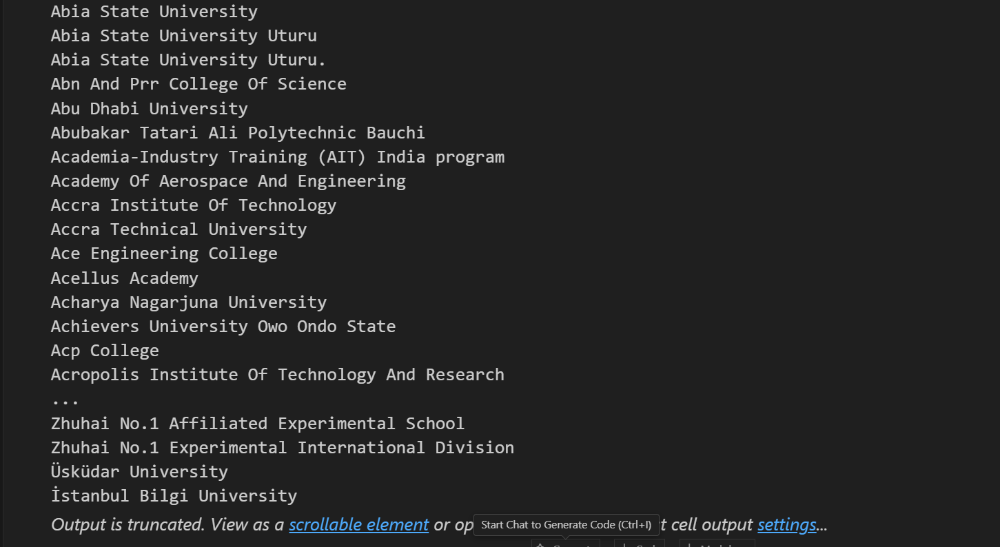 Abia State University
Abia State University Uturu
Abia State University Uturu.
Abn And Prr College Of Science
Abu Dhabi University
Abubakar Tatari Ali Polytechnic Bauchi
Academia-Industry Training (AIT) India program
Academy Of Aerospace And Engineering
Accra Institute Of Technology
Accra Technical University
Ace Engineering College
Acellus Academy
Acharya Nagarjuna University
Achievers University Owo Ondo State
Acp College
Acropolis Institute Of Technology And Research
...
Zhuhai No.1 Affiliated Experimental School
Zhuhai No.1 Experimental International Division
Üsküdar University
İstanbul Bilgi University
Output is truncated. View as a scrollable element or op
Start Chat to Generate Code (Ctrl+I)
t cell output settings...